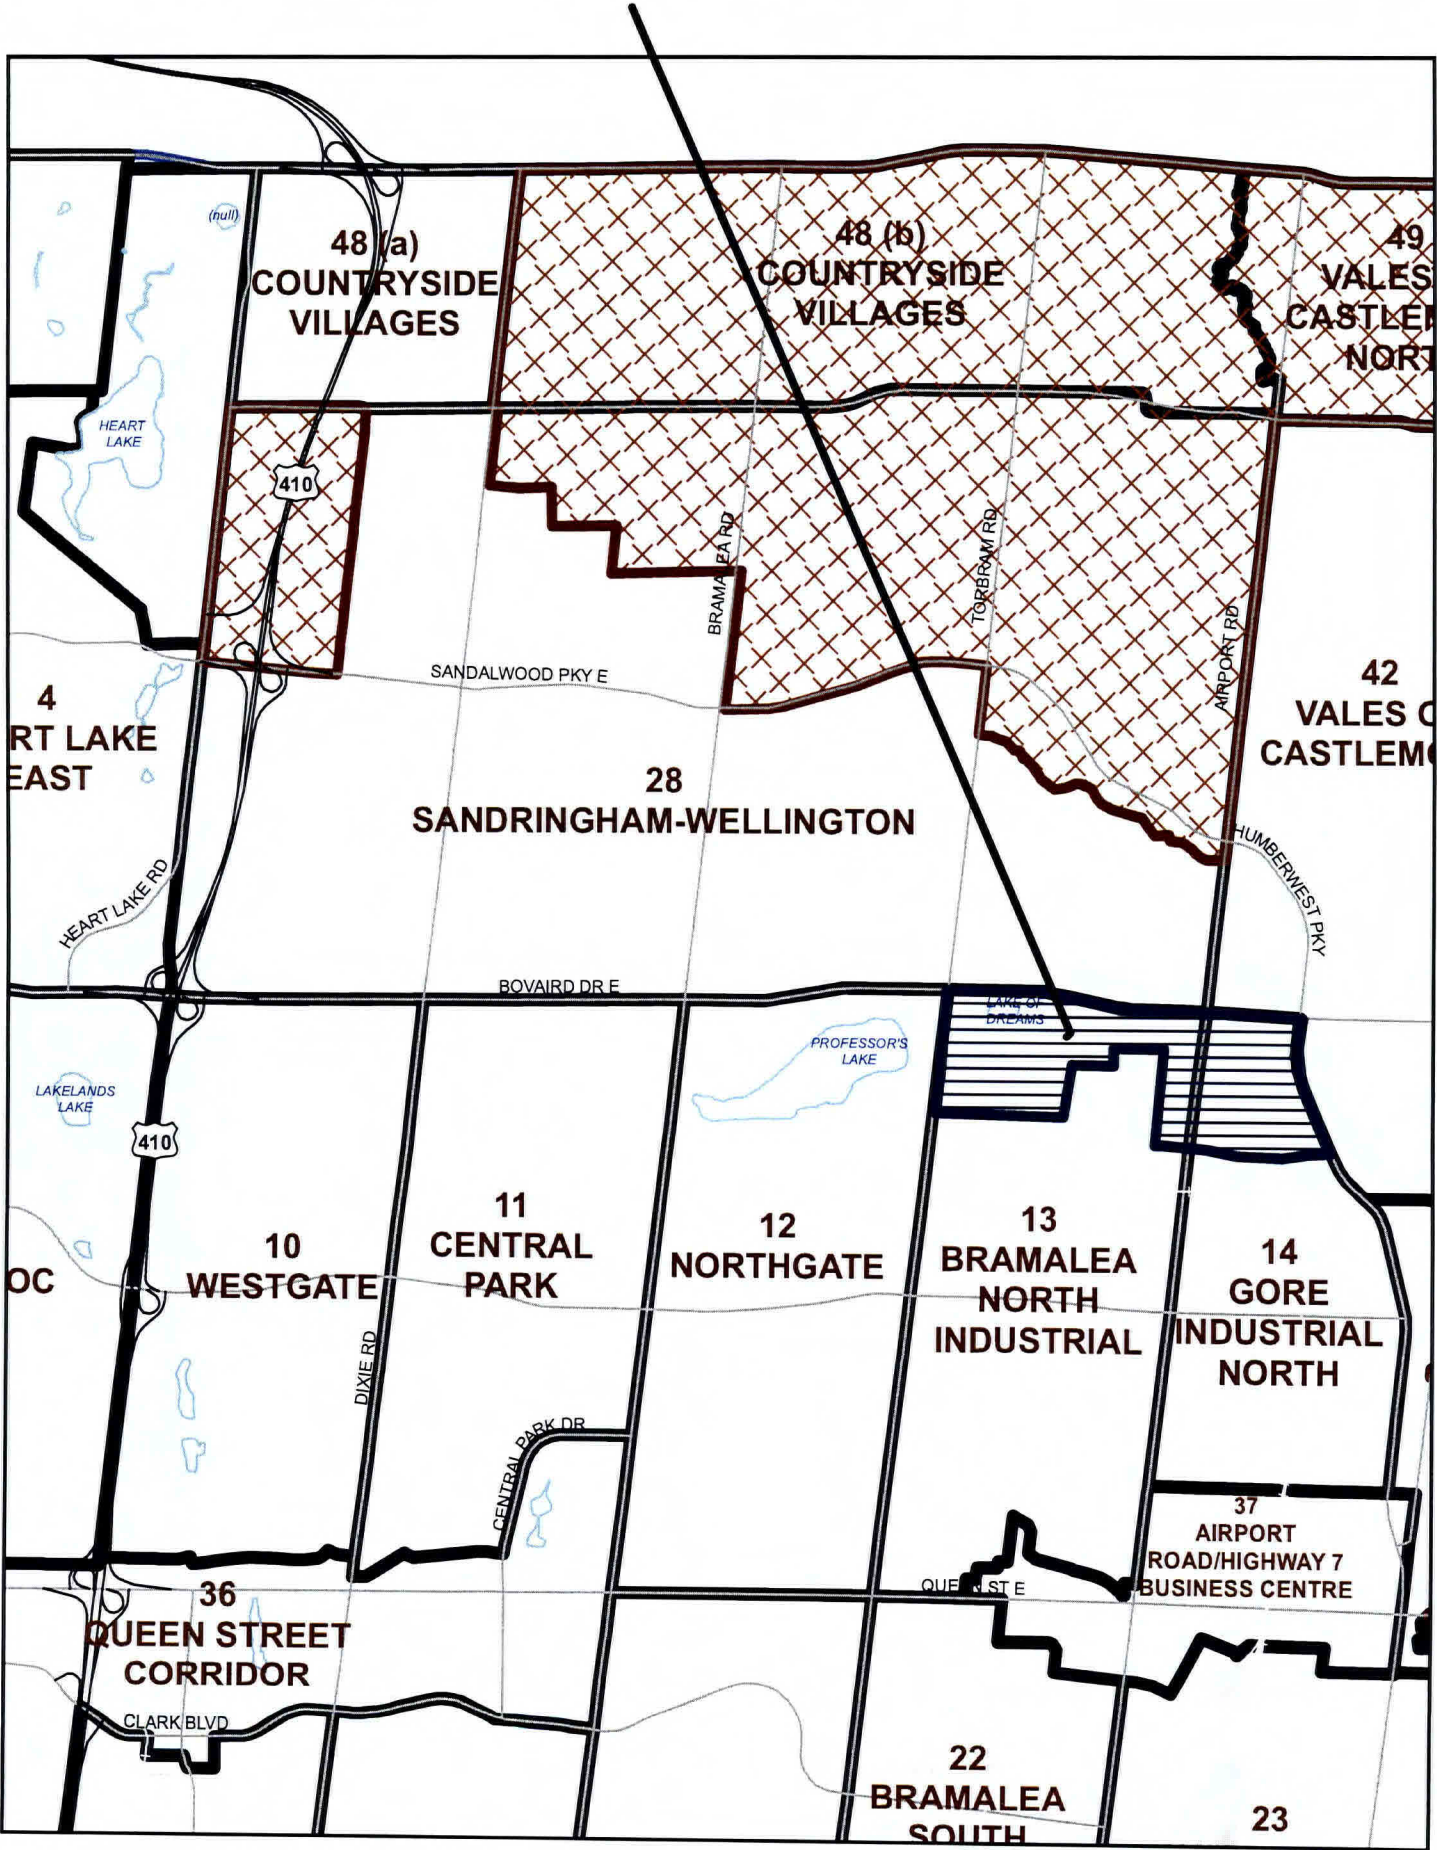 (null)
48 (a)
COUNTRYSIDE
VILLAGES
48 (b)
COUNTRYSIDE
VILLAGES
49
VALES
CASTLEM
NORT
HEART
LAKE
410
BRAMALEA RD
TORBRAM RD
AIRPORT RD
SANDALWOOD PKY E
4
RT LAKE
EAST
42
VALES O
CASTLEMO
28
SANDRINGHAM-WELLINGTON
HUMBERWEST PKY
HEART LAKE RD
BOVAIRD DR E
LAKE OF
DREAMS
PROFESSOR'S
LAKE
LAKELANDS
LAKE
410
10
WESTGATE
11
CENTRAL
PARK
12
NORTHGATE
13
BRAMALEA
NORTH
INDUSTRIAL
14
GORE
INDUSTRIAL
NORTH
OC
DIXIE RD
CENTRAL PARK DR
37
AIRPORT
ROAD/HIGHWAY 7
BUSINESS CENTRE
QUEEN ST E
36
QUEEN STREET
CORRIDOR
CLARK BLVD
22
BRAMALEA
SOUTH
23